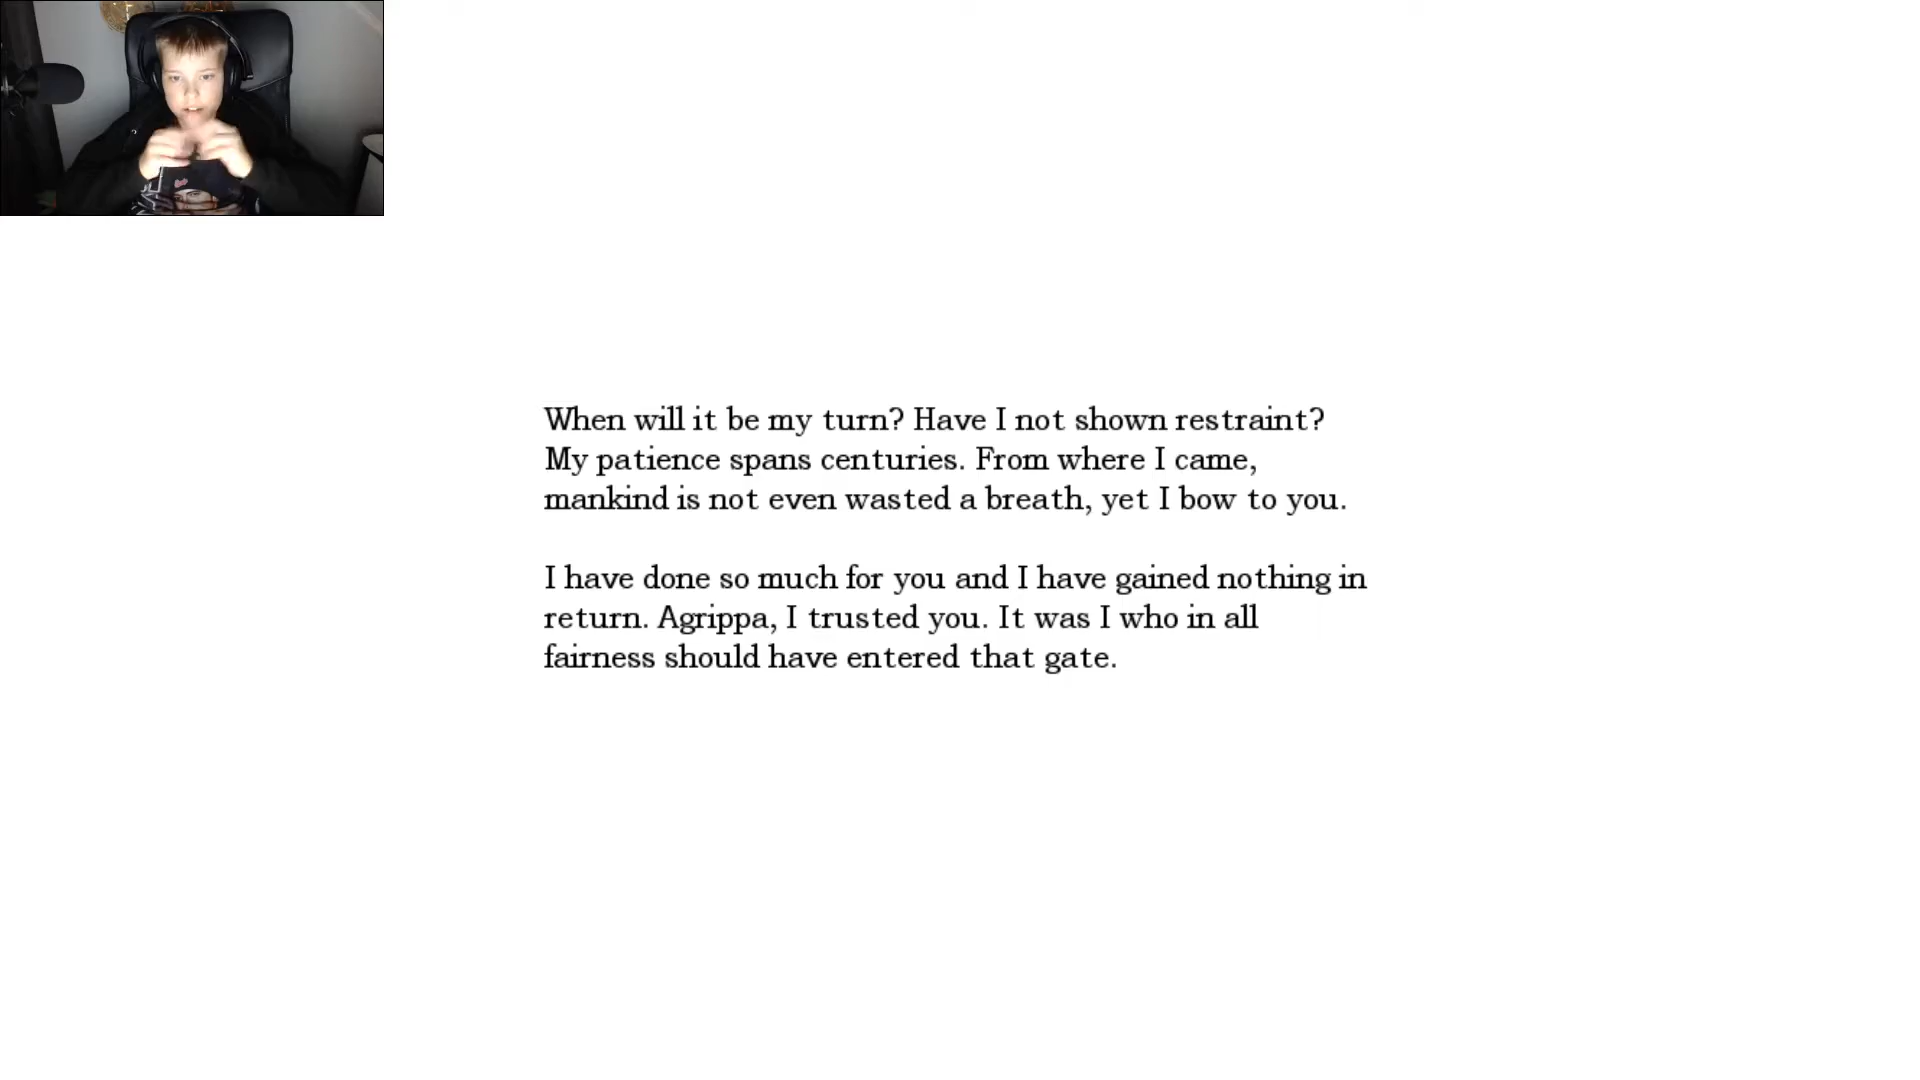 When will it be my turn? Have I not shown restraint?
My patience spans centuries. From where I came,
mankind is not even wasted a breath, yet I bow to you.
I have done so much for you and I have gained nothing in
return. Agrippa, I trusted you. It was I who in all
fairness should have entered that gate.